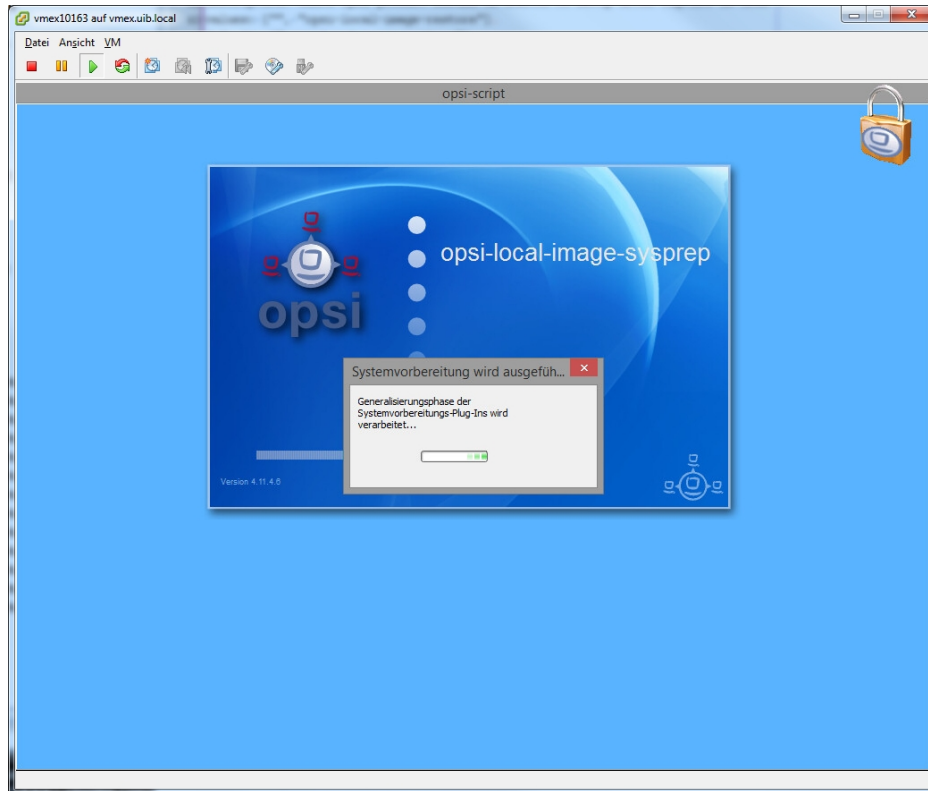 vmex10163 auf vmex.uib.local
Datei Ansicht VM
opsi-script
opsi-local-image-sysprep
opsi
Systemvorbereitung wird ausgefüh...
Generalisierungsphase der
Systemvorbereitungs-Plug-Ins wird
verarbeitet...
Version 4.11.4.6